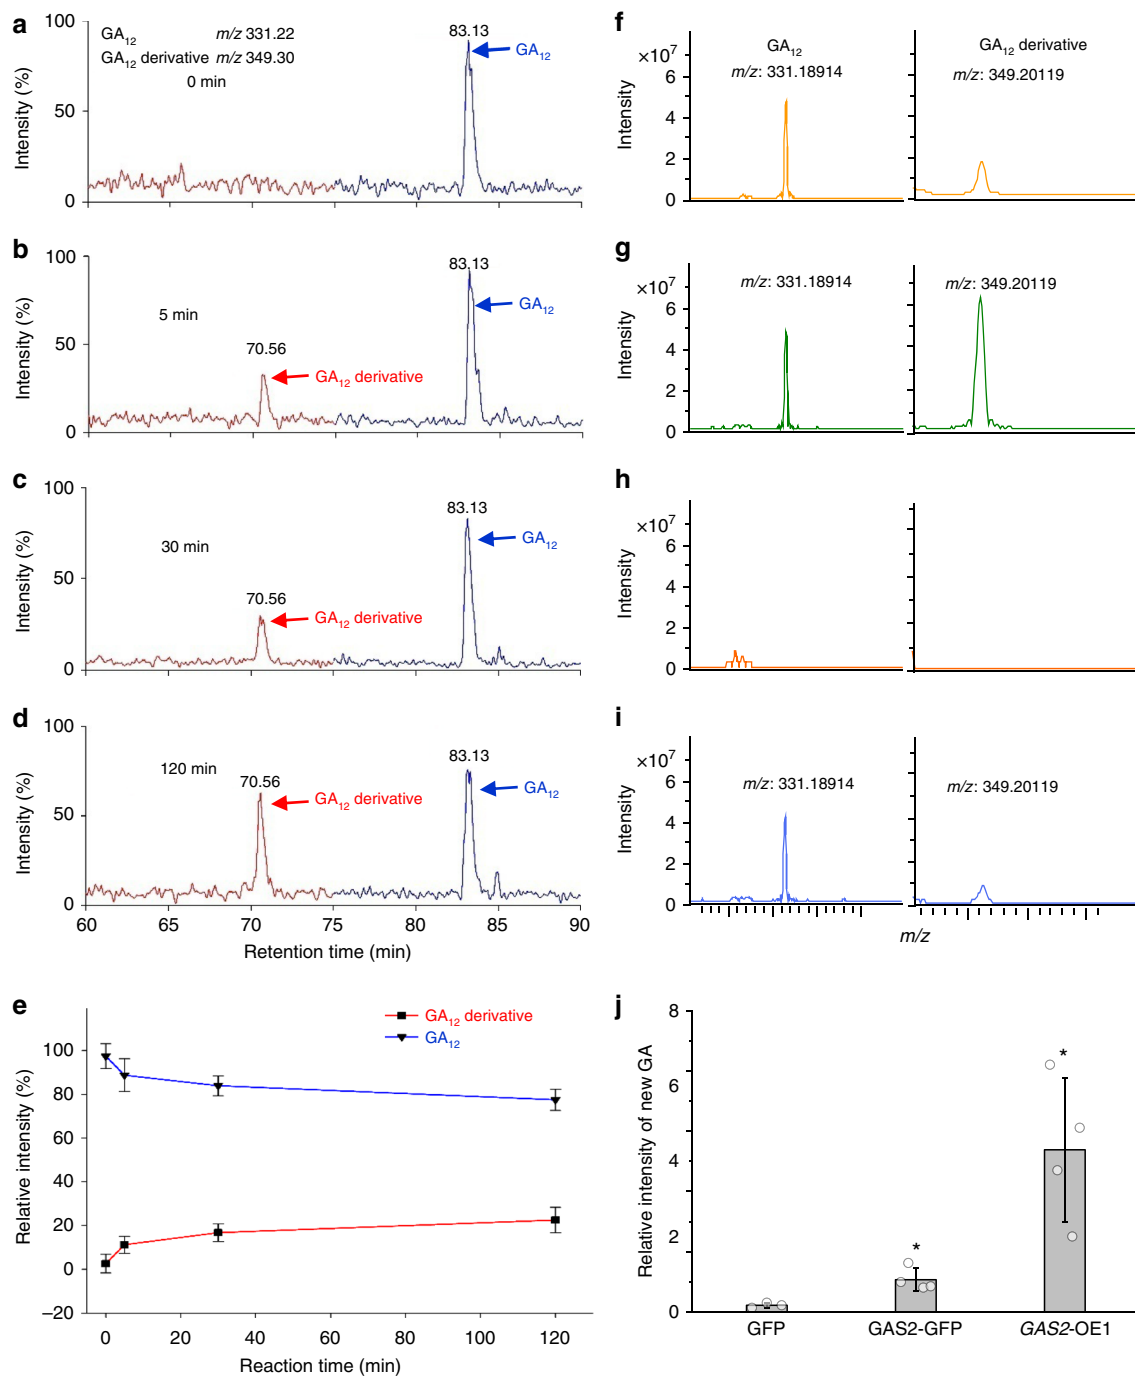 a
100
50
0
Intensity (%)
GA12 m/z 331.22
GA12 derivative m/z 349.30
0 min
83.13
GA12
b
100
50
0
Intensity (%)
5 min
70.56
GA12 derivative
83.13
GA12
c
100
50
0
Intensity (%)
30 min
70.56
GA12 derivative
83.13
GA12
d
100
50
0
Intensity (%)
120 min
70.56
GA12 derivative
83.13
GA12
60 65 70 75 80 85 90
Retention time (min)
e
100
80
60
40
20
0
–20
Relative intensity (%)
GA12 derivative
GA12
0 20 40 60 80 100 120
Reaction time (min)
f
×10^7
6
4
2
0
Intensity
GA12
m/z: 331.18914
GA12 derivative
m/z: 349.20119
g
×10^7
6
4
2
0
Intensity
m/z: 331.18914
m/z: 349.20119
h
×10^7
6
4
2
0
Intensity
i
×10^7
6
4
2
0
Intensity
m/z: 331.18914
m/z: 349.20119
m/z
j
8
6
4
2
0
Relative intensity of new GA
*
*
GFP GAS2-GFP GAS2-OE1